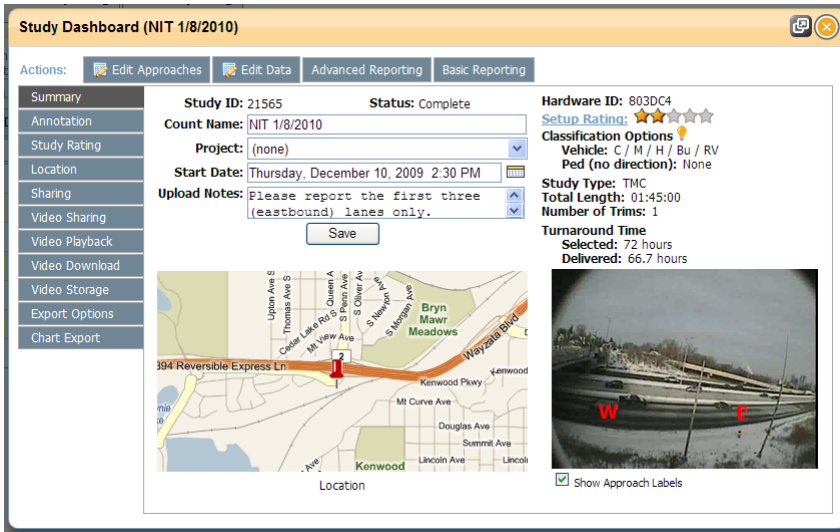 Study Dashboard (NIT 1/8/2010)
Actions: Edit Approaches Edit Data Advanced Reporting Basic Reporting
Summary
Annotation
Study Rating
Location
Sharing
Video Sharing
Video Playback
Video Download
Video Storage
Export Options
Chart Export
Study ID: 21565 Status: Complete
Count Name: NIT 1/8/2010
Project: (none)
Start Date: Thursday, December 10, 2009 2:30 PM
Upload Notes: Please report the first three
(eastbound) lanes only.
Save
Hardware ID: 803DC4
Setup Rating:
Classification Options
Vehicle: C / M / H / Bu / RV
Ped (no direction): None
Study Type: TMC
Total Length: 01:45:00
Number of Trims: 1
Turnaround Time
Selected: 72 hours
Delivered: 66.7 hours
Upton Ave S
Thomas Ave S
S Queen A
S Penn Ave
S Oliver Av
S Newton Av
S Morgan Ave
Bryn
Mawr
Meadows
Cedar Lake Rd
Mt View Ave
2
Wayzata Blvd
394 Reversible Express Ln
Kenwood Pkwy
Kenwood
Mt Curve Ave
Douglas Ave
Summit Ave
Kenwood
Lincoln Ave
Lincol
Location
W E
Show Approach Labels